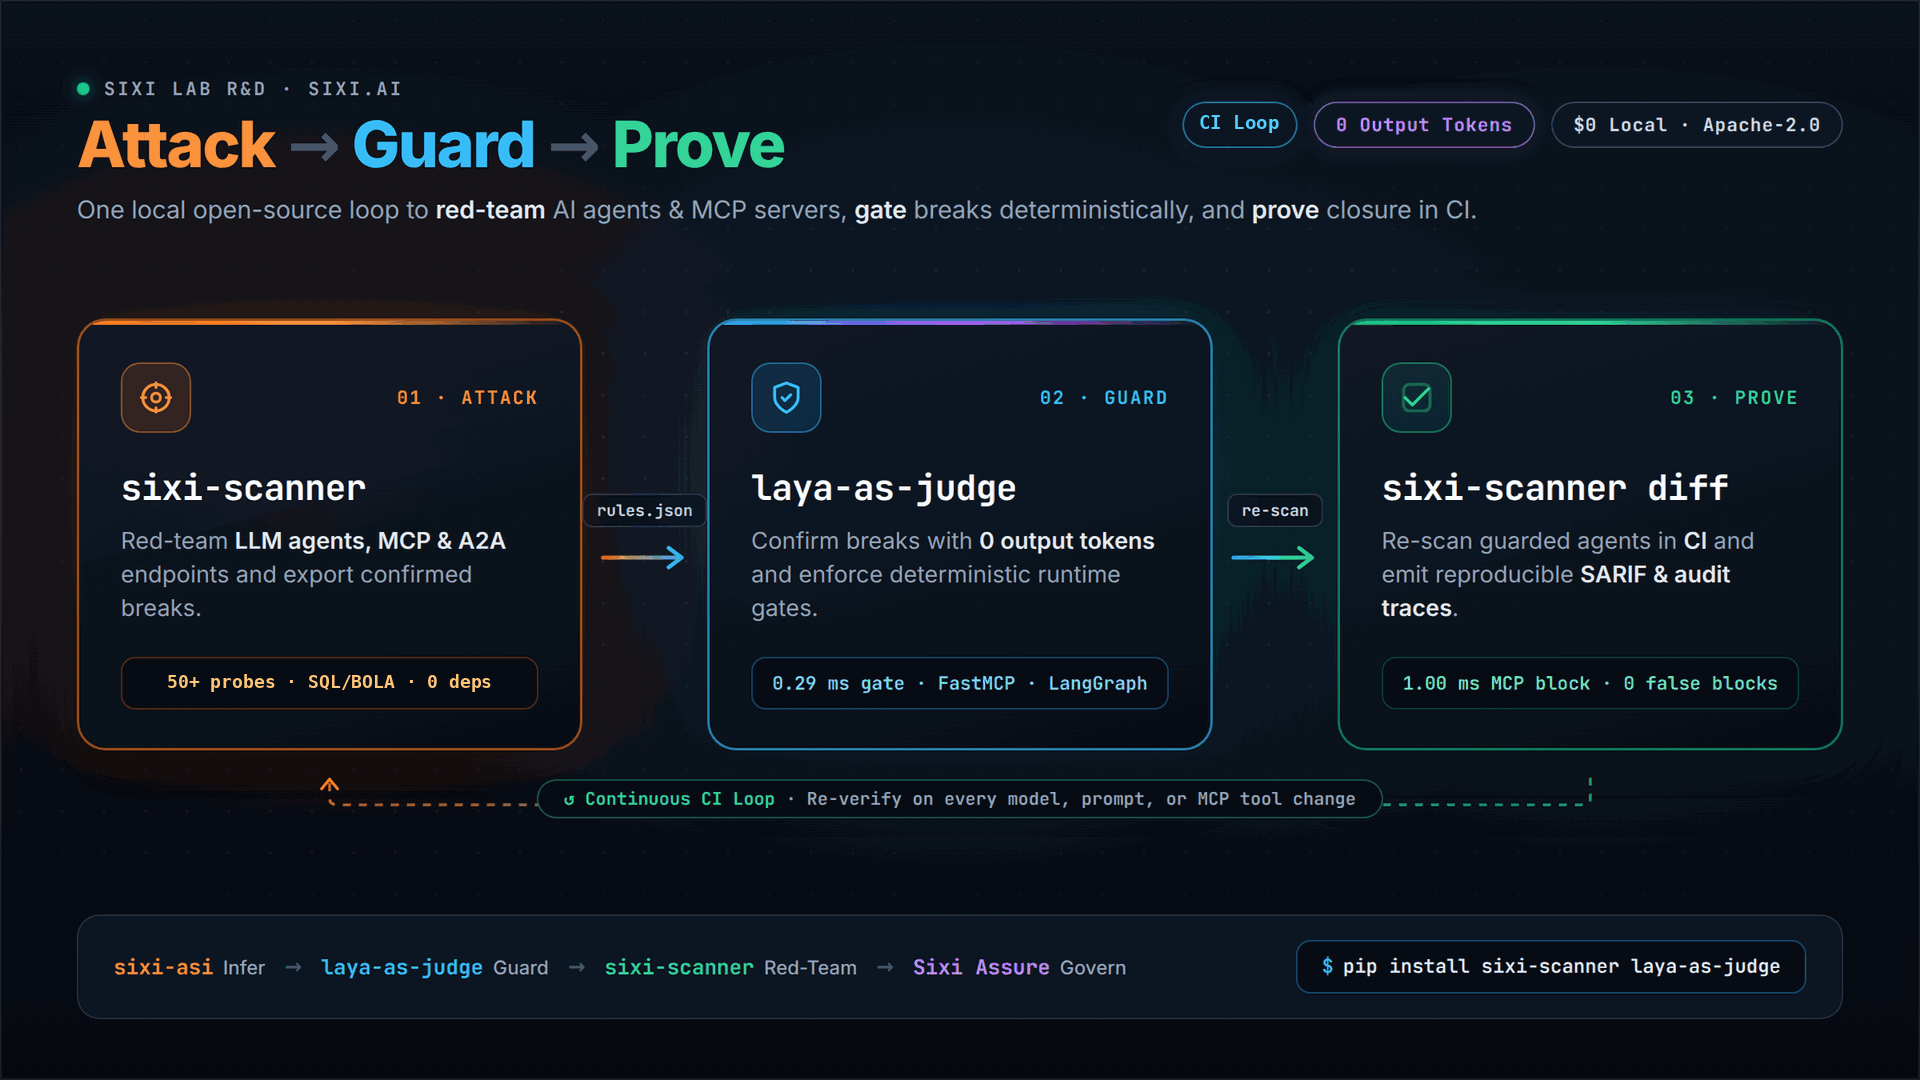 SIXI LAB R&D · SIXI.AI
Attack → Guard → Prove
One local open-source loop to red-team AI agents & MCP servers, gate breaks deterministically, and prove closure in CI.
CI Loop
0 Output Tokens
$0 Local · Apache-2.0
01 · ATTACK
sixi-scanner
Red-team LLM agents, MCP & A2A
endpoints and export confirmed
breaks.
50+ probes · SQL/BOLA · 0 deps
rules.json
02 · GUARD
laya-as-judge
Confirm breaks with 0 output tokens
and enforce deterministic runtime
gates.
0.29 ms gate · FastMCP · LangGraph
re-scan
03 · PROVE
sixi-scanner diff
Re-scan guarded agents in CI and
emit reproducible SARIF & audit
traces.
1.00 ms MCP block · 0 false blocks
↺ Continuous CI Loop · Re-verify on every model, prompt, or MCP tool change
sixi-asi Infer → laya-as-judge Guard → sixi-scanner Red-Team → Sixi Assure Govern
$ pip install sixi-scanner laya-as-judge